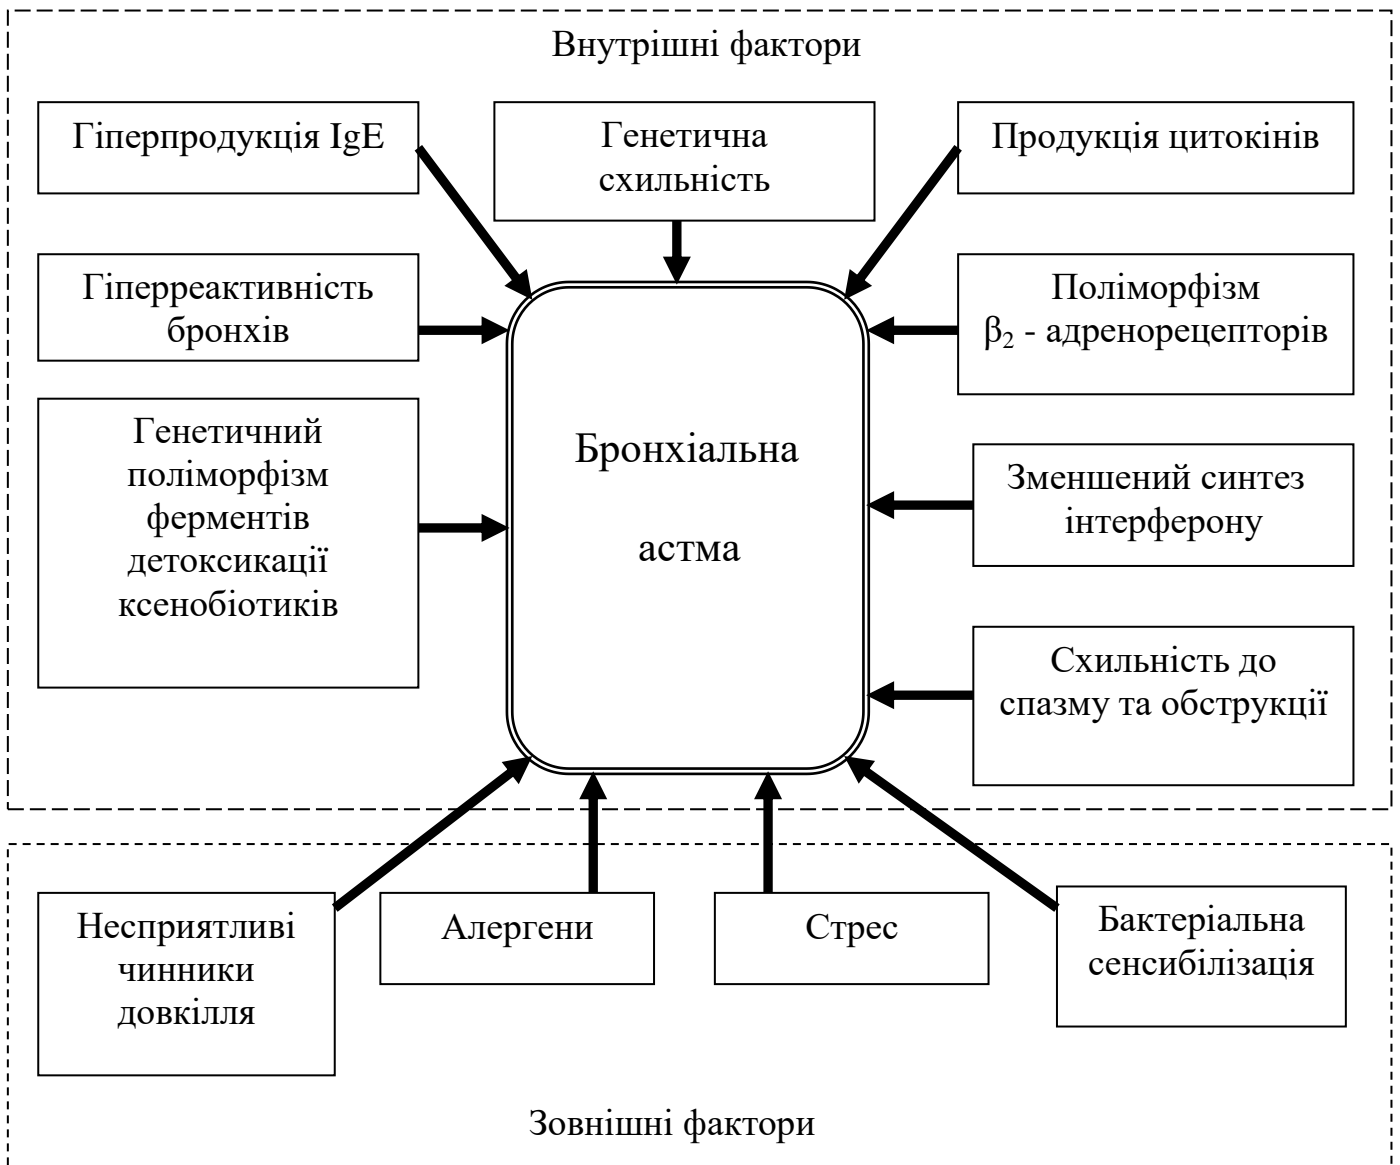 Внутрішні фактори
Гіперпродукція IgE
Генетична
схильність
Продукція цитокінів
Гіперреактивність
бронхів
Поліморфізм
β₂ - адренорецепторів
Генетичний
поліморфізм
ферментів
детоксикації
ксенобіотиків
Бронхіальна
астма
Зменшений синтез
інтерферону
Схильність до
спазму та обструкції
Несприятливі
чинники
довкілля
Алергени
Стрес
Бактеріальна
сенсибілізація
Зовнішні фактори